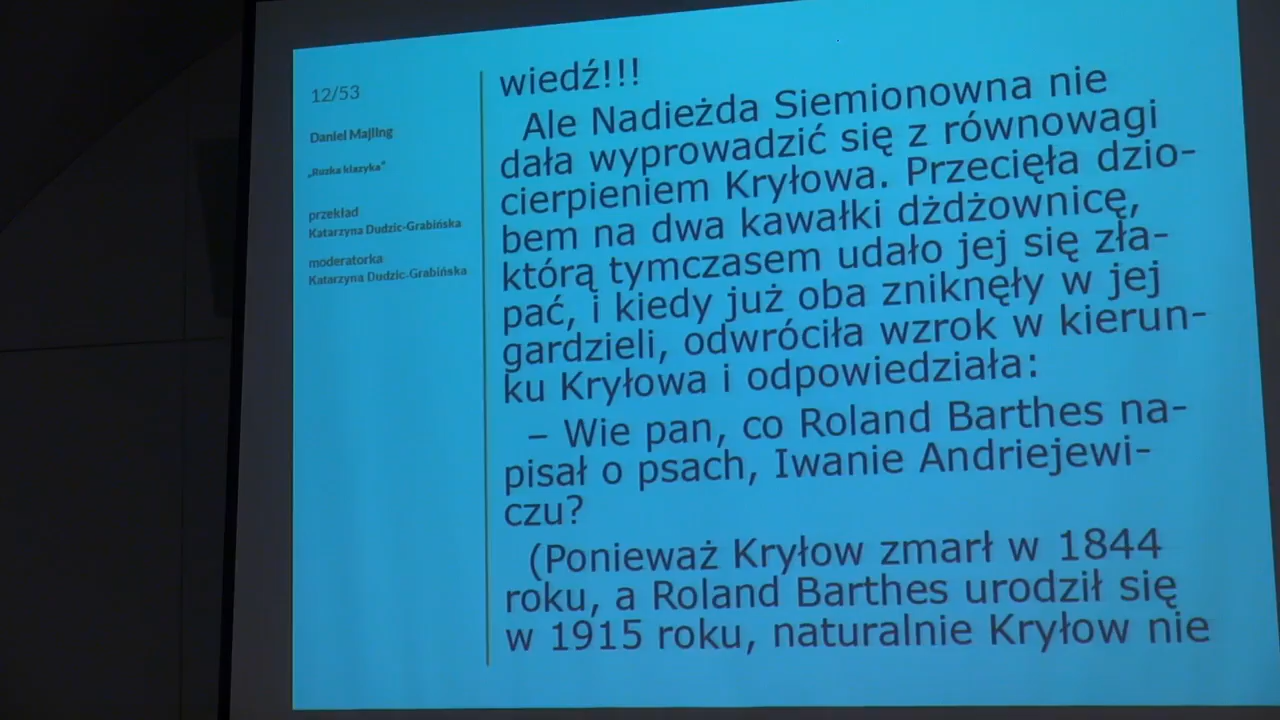 12/53
Daniel Majling
„Ruzká klazyka“
przekład
Katarzyna Dudzic-Grabińska
moderatorka
Katarzyna Dudzic-Grabińska
wiedź!!!
Ale Nadieżda Siemionowna nie
dała wyprowadzić się z równowagi
cierpieniem Kryłowa. Przecięła dzio-
bem na dwa kawałki dżdżownicę,
którą tymczasem udało jej się zła-
pać, i kiedy już oba zniknęły w jej
gardzieli, odwróciła wzrok w kierun-
ku Kryłowa i odpowiedziała:
– Wie pan, co Roland Barthes na-
pisał o psach, Iwanie Andriejewi-
czu?
(Ponieważ Kryłow zmarł w 1844
roku, a Roland Barthes urodził się
w 1915 roku, naturalnie Kryłow nie